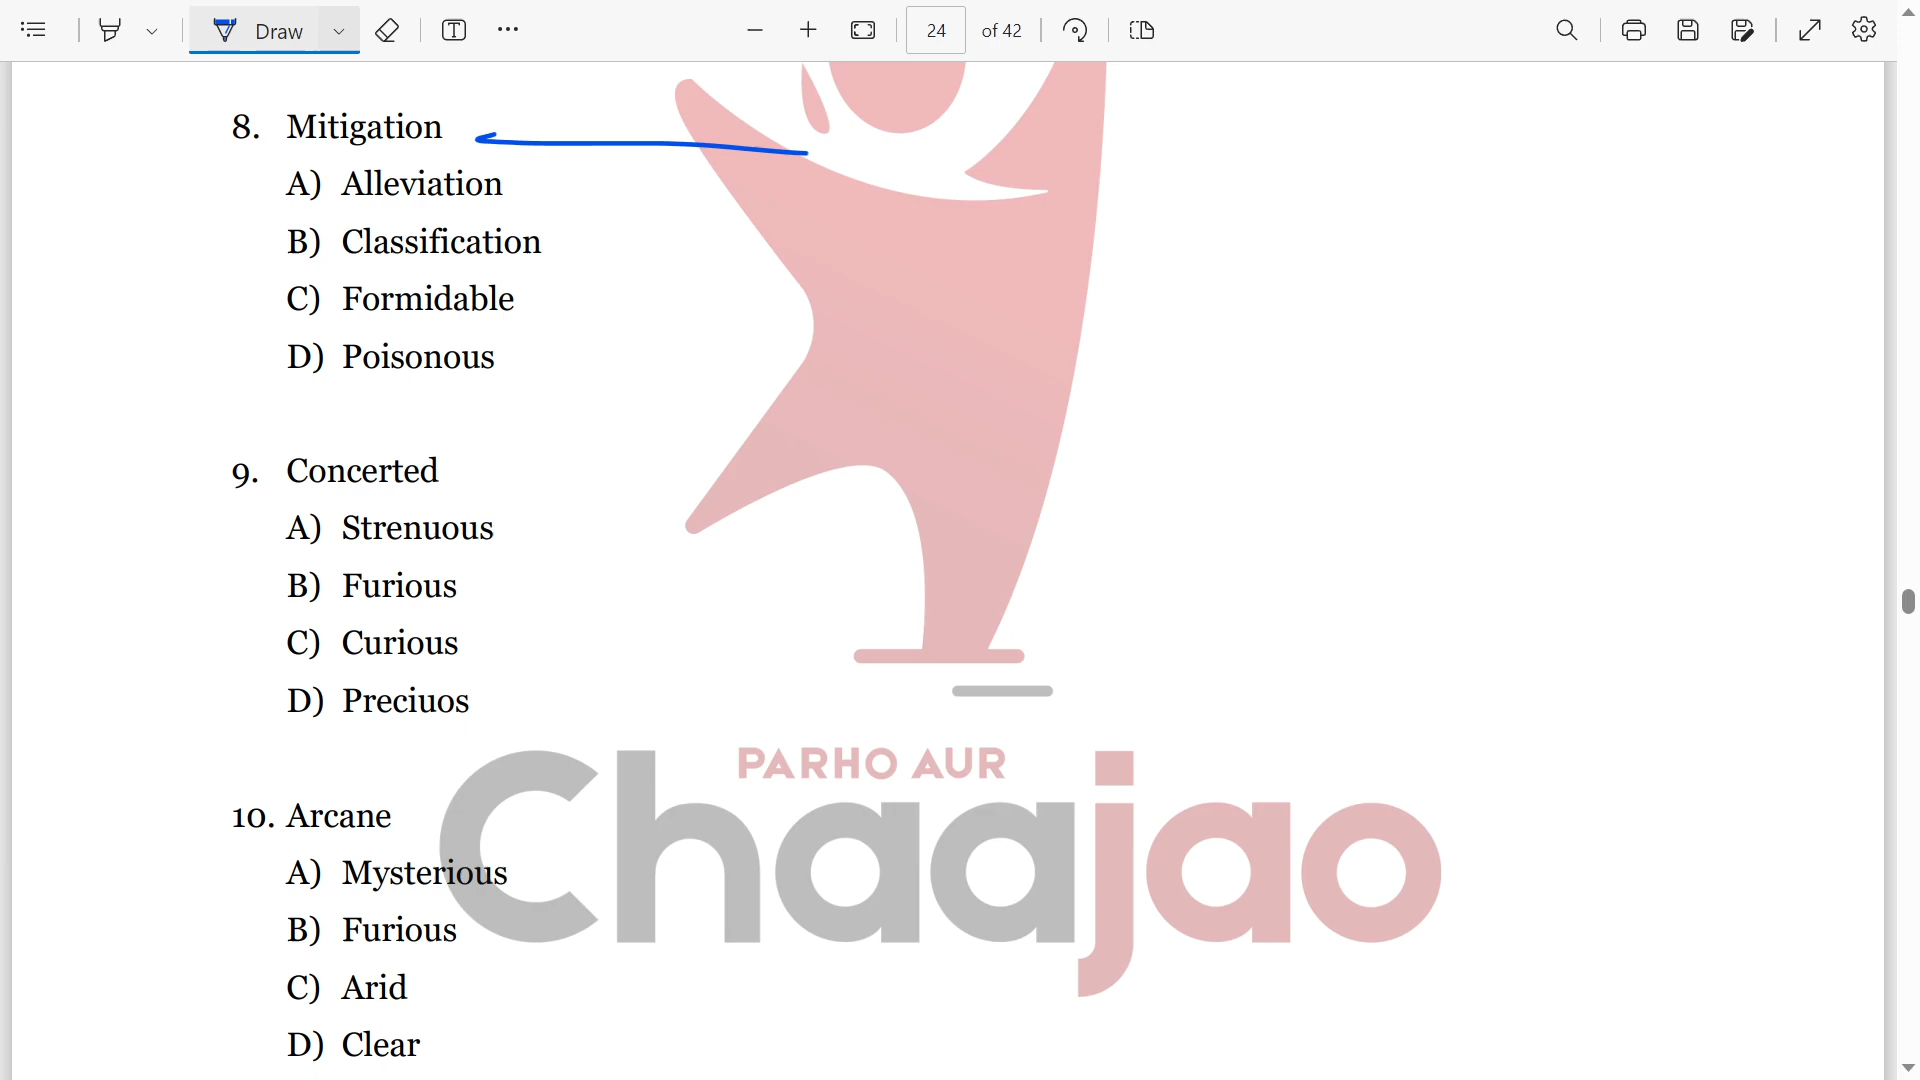 Draw
24 of 42
8. Mitigation
A) Alleviation
B) Classification
C) Formidable
D) Poisonous
9. Concerted
A) Strenuous
B) Furious
C) Curious
D) Preciuos
PARHO AUR
Chaajao
10. Arcane
A) Mysterious
B) Furious
C) Arid
D) Clear